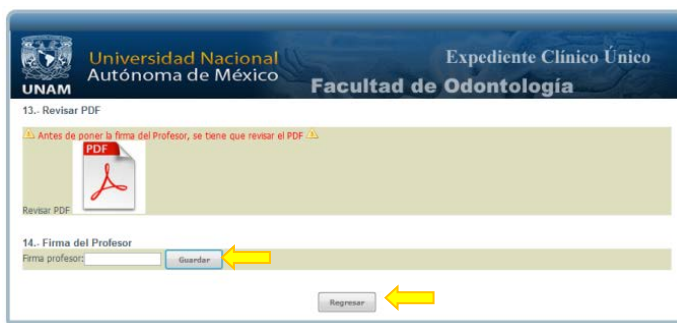 Universidad Nacional
Autónoma de México
UNAM
Expediente Clínico Único
Facultad de Odontología
13.- Revisar PDF
Antes de poner la firma del Profesor, se tiene que revisar el PDF
PDF
Revisar PDF
14.- Firma del Profesor
Firma profesor: Guardar
Regresar